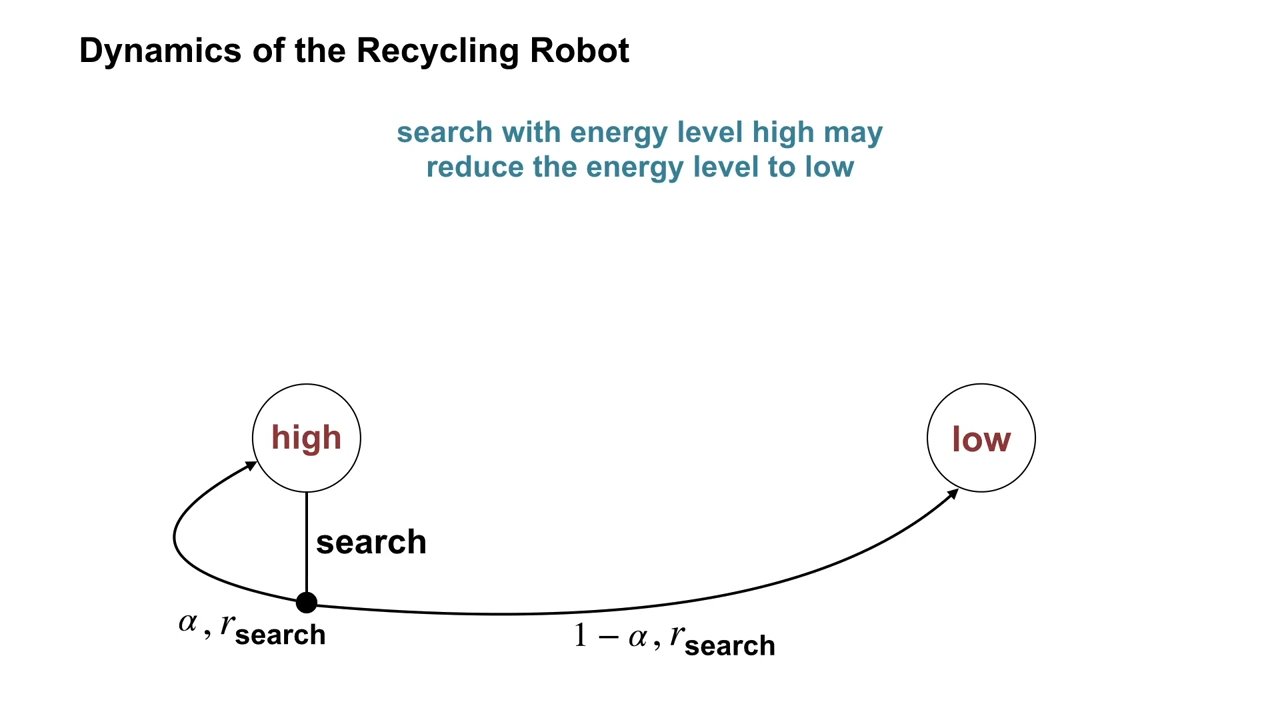 Dynamics of the Recycling Robot
search with energy level high may
reduce the energy level to low
high
low
search
α, r_search
1 − α, r_search